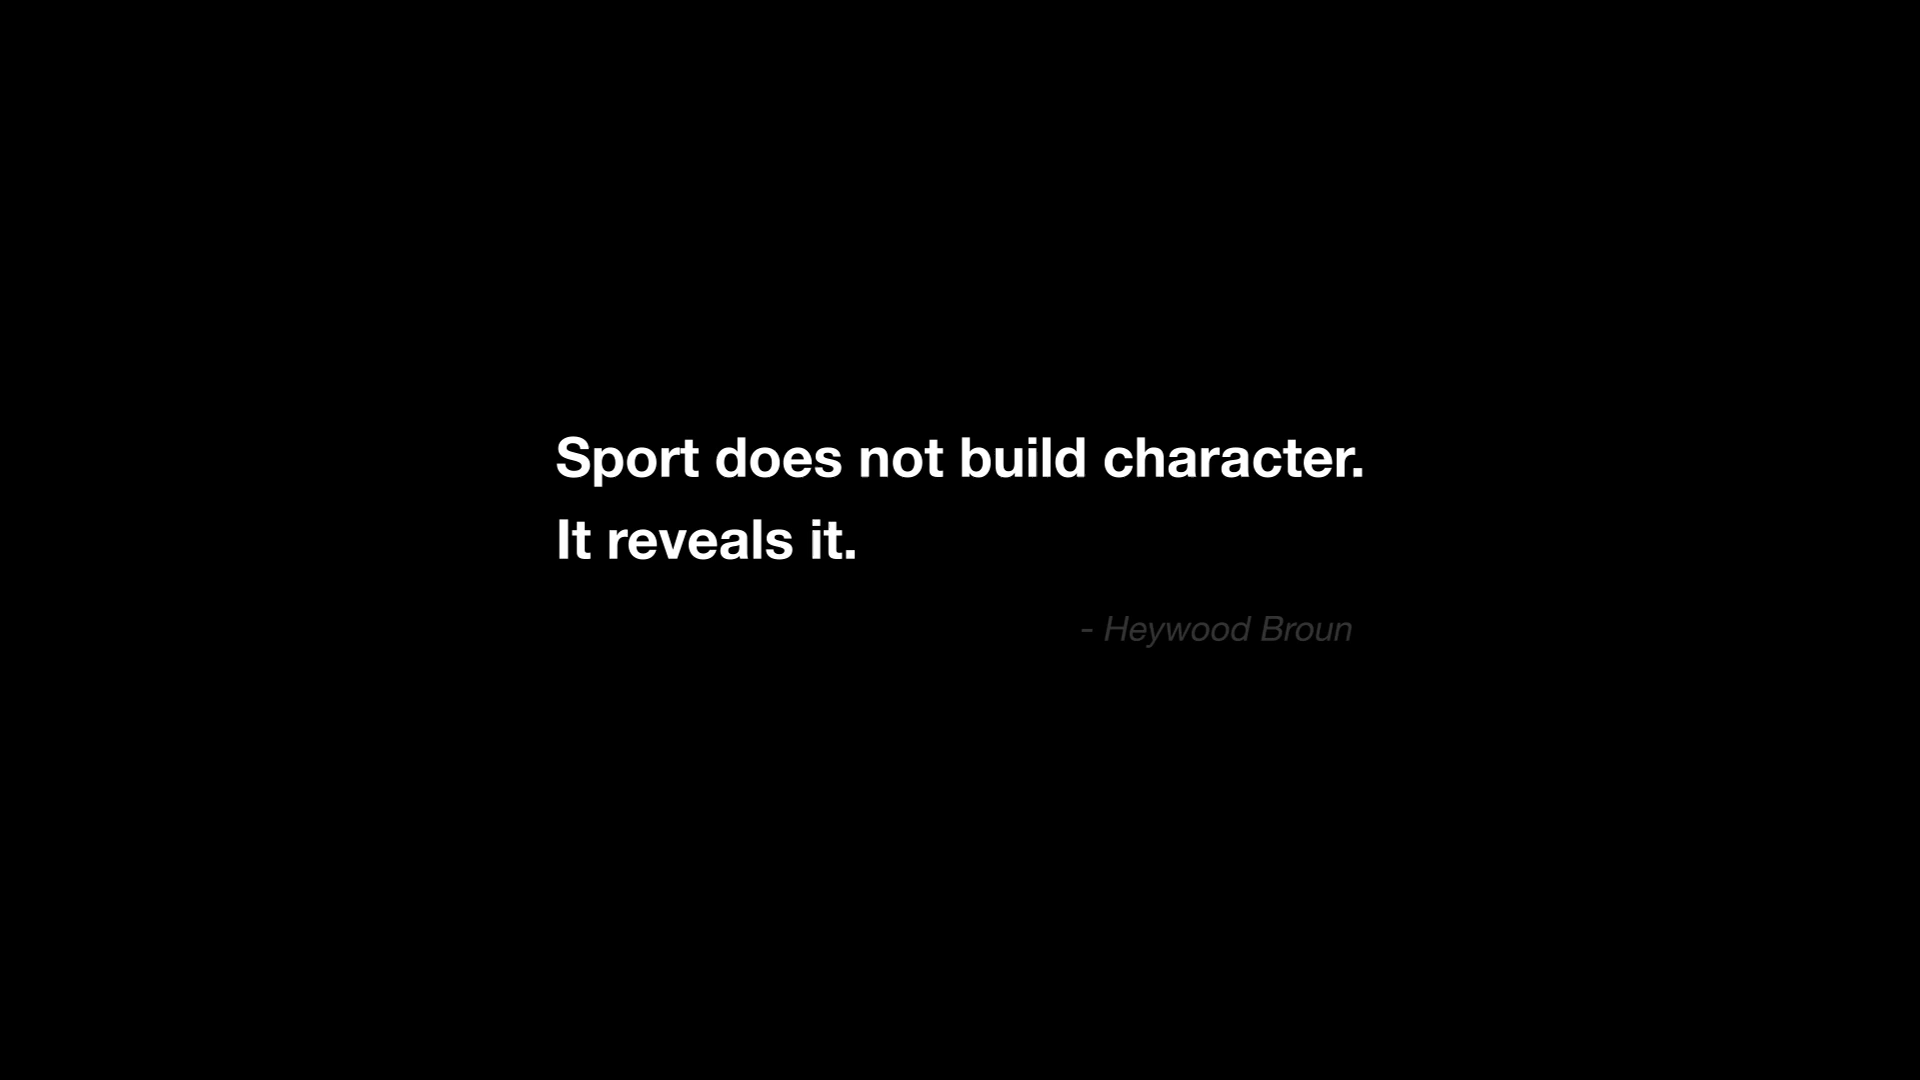 Sport does not build character.
It reveals it.
- Heywood Broun